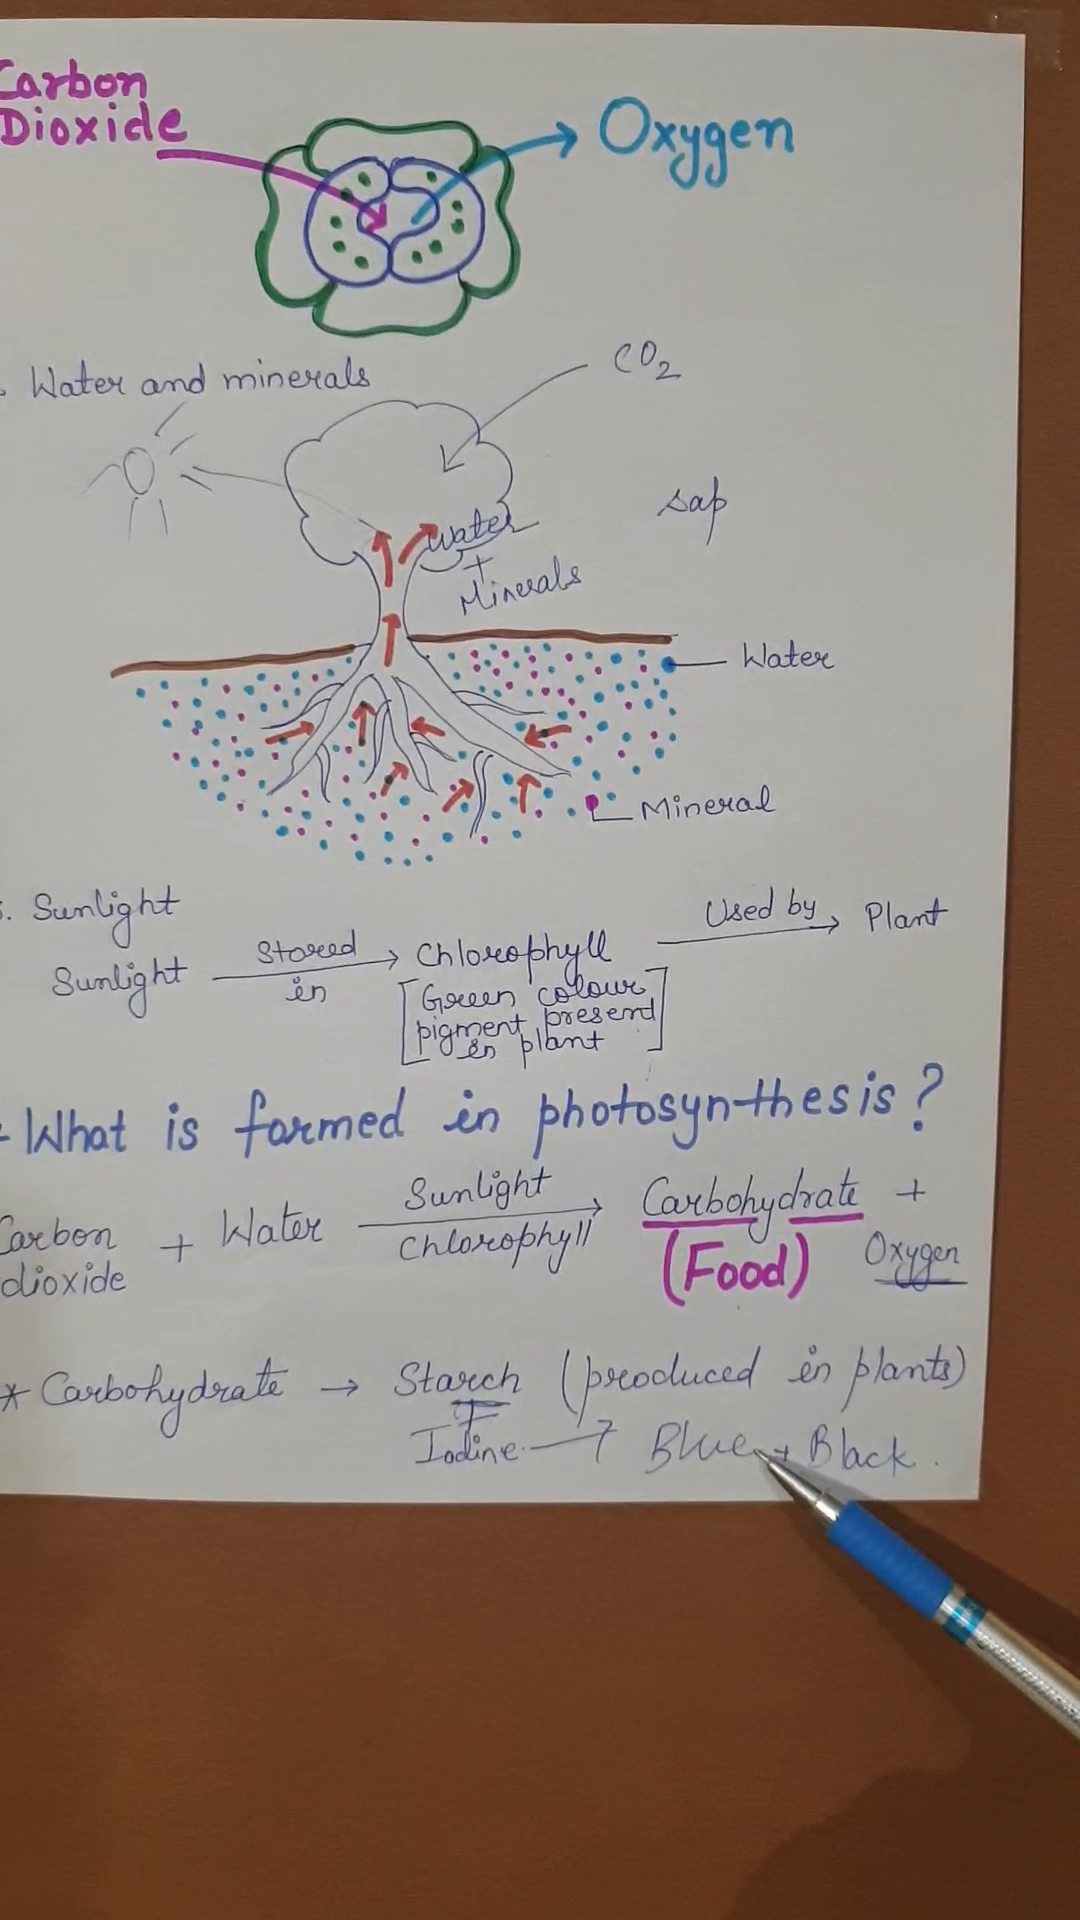 Carbon
Dioxide
Oxygen
Water and minerals
CO2
sap
Water
+
Minerals
Water
Mineral
. Sunlight
Sunlight Stored in → Chlorophyll Used by → Plant
[Green colour
pigment present
in plant]
What is formed in photosynthesis?
Carbon dioxide + Water Sunlight Chlorophyll → Carbohydrate + Oxygen
(Food)
* Carbohydrate → Starch (produced in plants)
+
Iodine → Blue + Black.